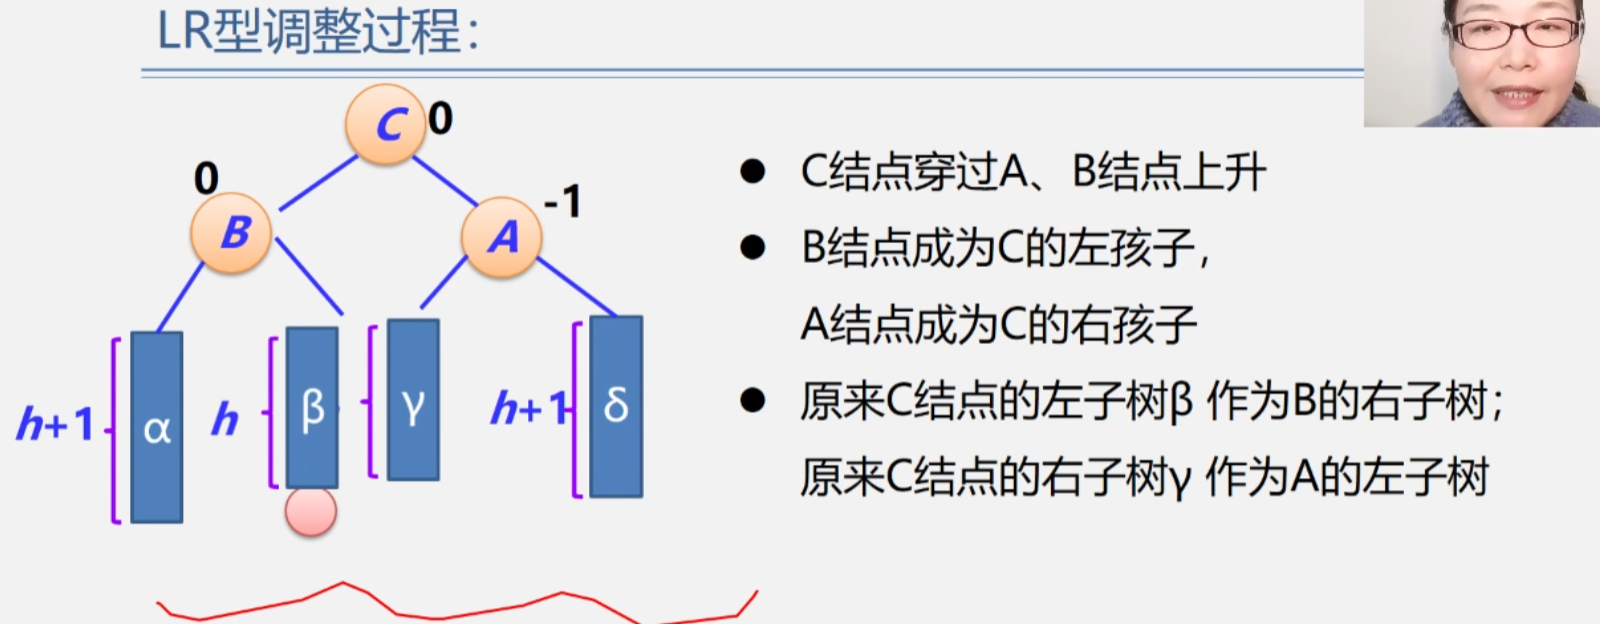 LR型调整过程：
C 0
0
B
A -1
h+1 α
h β
γ
h+1 δ
● C结点穿过A、B结点上升
● B结点成为C的左孩子，
A结点成为C的右孩子
● 原来C结点的左子树β 作为B的右子树；
原来C结点的右子树γ 作为A的左子树